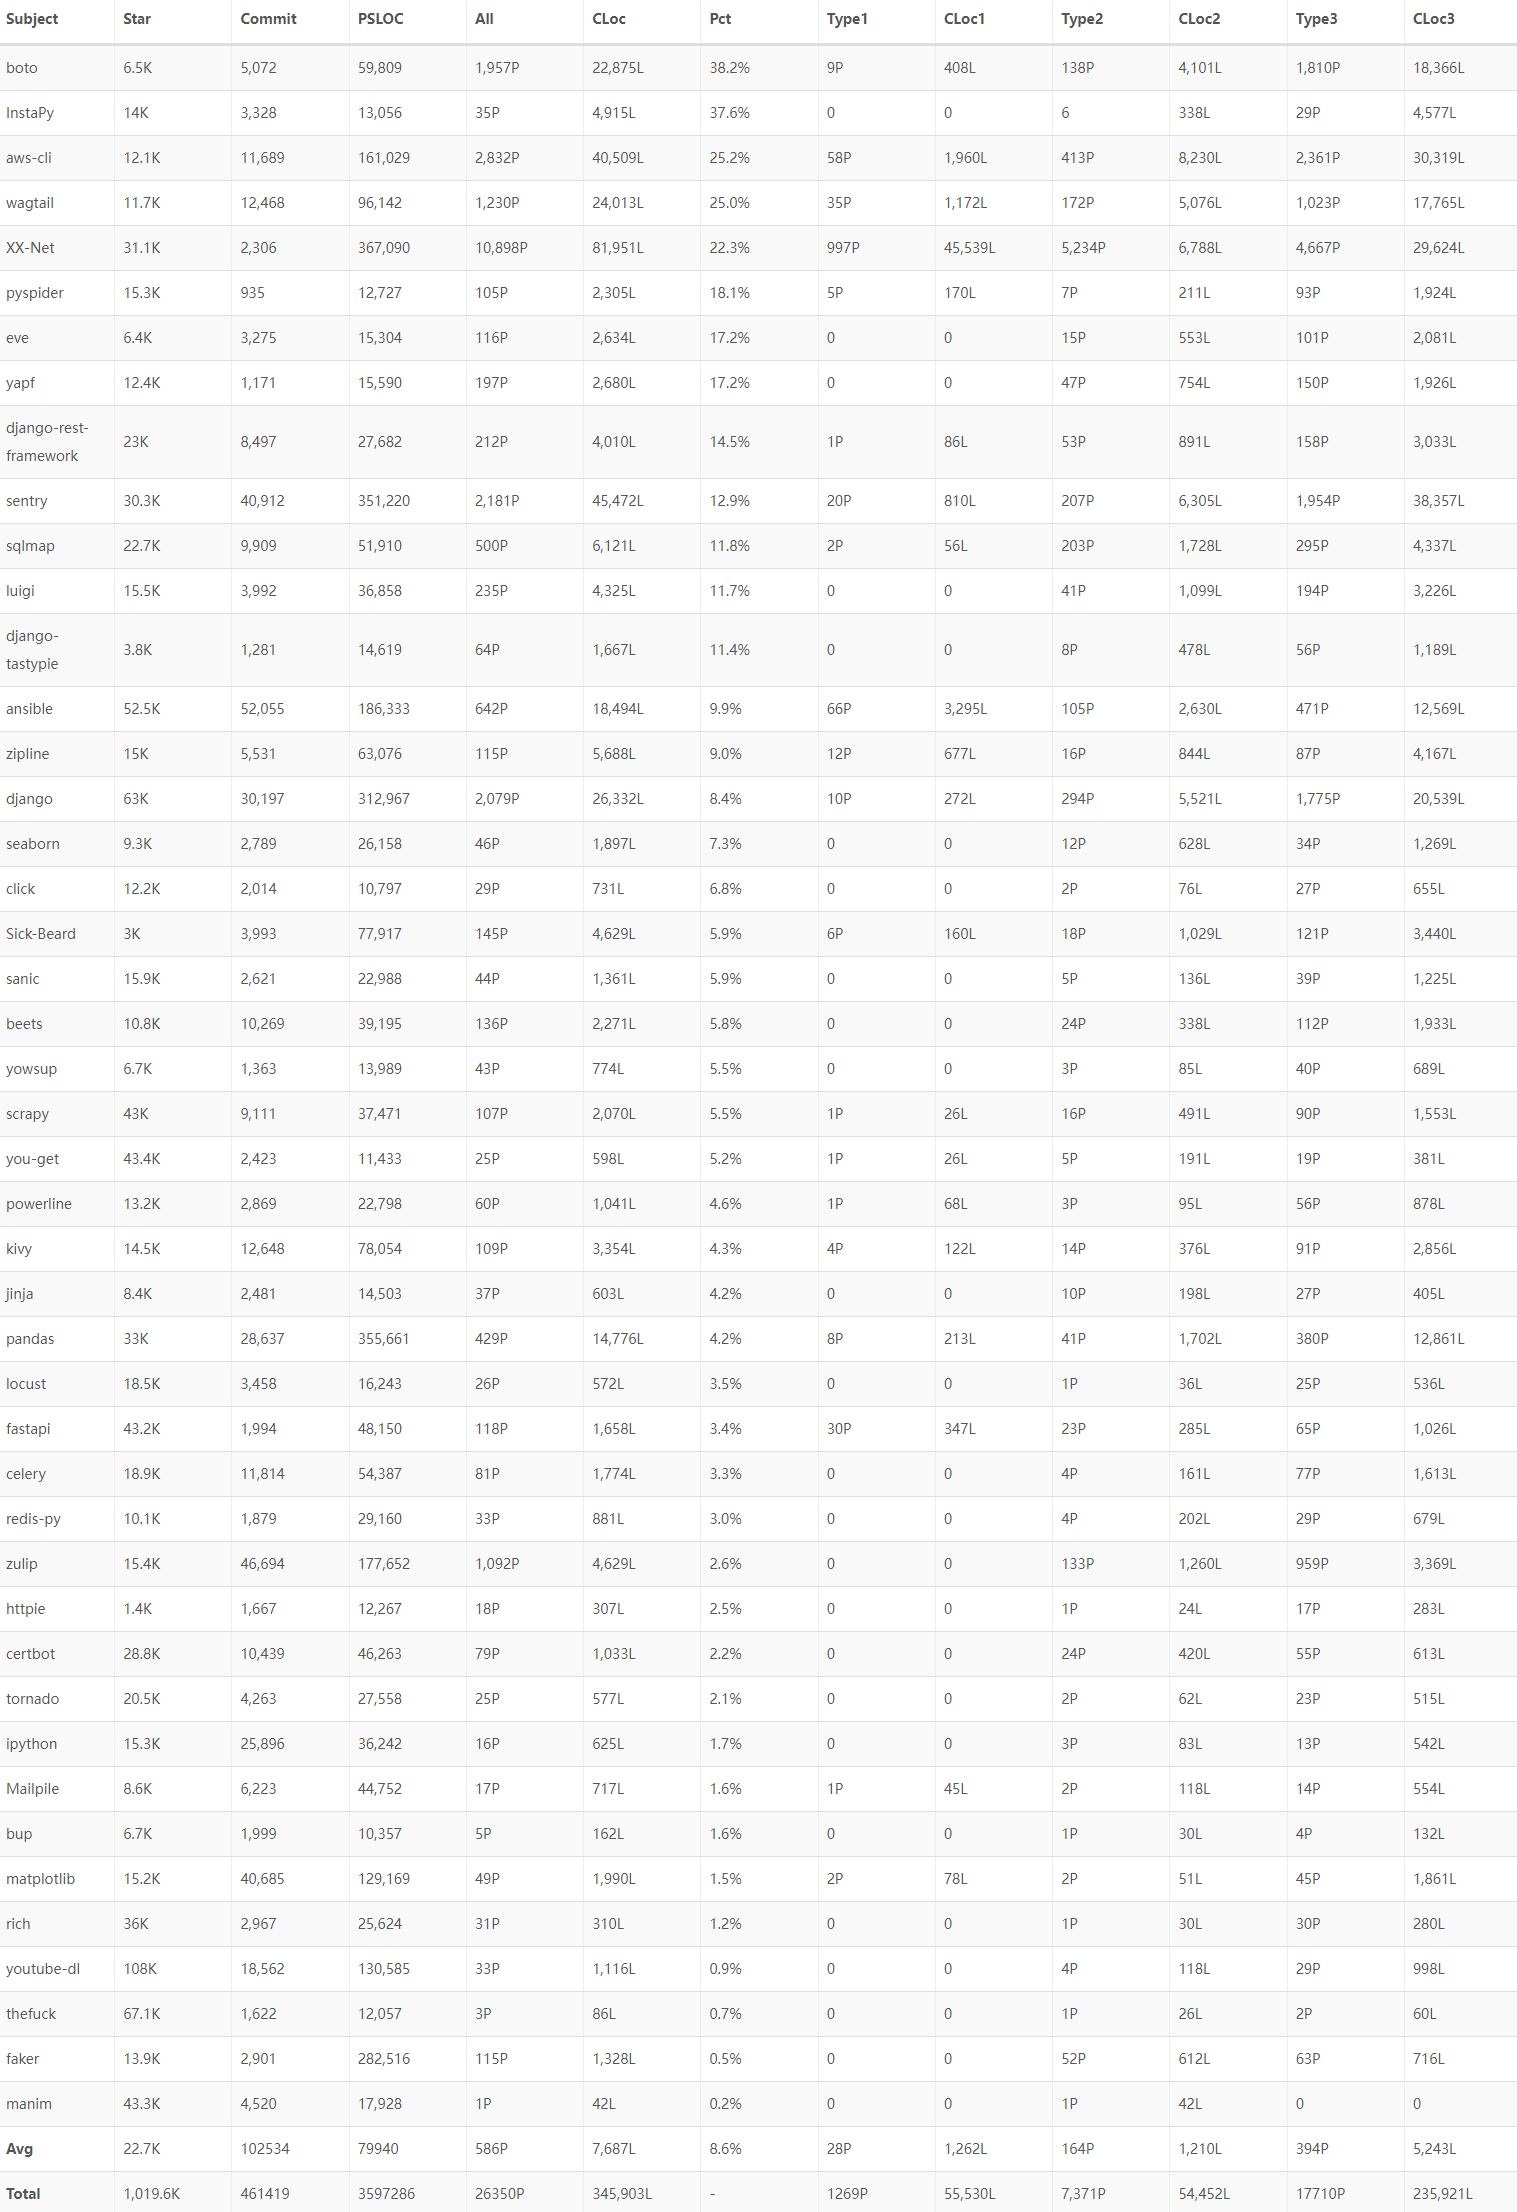 Subject Star Commit PSLOC All CLoc Pct Type1 CLoc1 Type2 CLoc2 Type3 CLoc3
boto 6.5K 5,072 59,809 1,957P 22,875L 38.2% 9P 408L 138P 4,101L 1,810P 18,366L
InstaPy 14K 3,328 13,056 35P 4,915L 37.6% 0 0 6 338L 29P 4,577L
aws-cli 12.1K 11,689 161,029 2,832P 40,509L 25.2% 58P 1,960L 413P 8,230L 2,361P 30,319L
wagtail 11.7K 12,468 96,142 1,230P 24,013L 25.0% 35P 1,172L 172P 5,076L 1,023P 17,765L
XX-Net 31.1K 2,306 367,090 10,898P 81,951L 22.3% 997P 45,539L 5,234P 6,788L 4,667P 29,624L
pyspider 15.3K 935 12,727 105P 2,305L 18.1% 5P 170L 7P 211L 93P 1,924L
eve 6.4K 3,275 15,304 116P 2,634L 17.2% 0 0 15P 553L 101P 2,081L
yapf 12.4K 1,171 15,590 197P 2,680L 17.2% 0 0 47P 754L 150P 1,926L
django-rest-
framework 23K 8,497 27,682 212P 4,010L 14.5% 1P 86L 53P 891L 158P 3,033L
sentry 30.3K 40,912 351,220 2,181P 45,472L 12.9% 20P 810L 207P 6,305L 1,954P 38,357L
sqlmap 22.7K 9,909 51,910 500P 6,121L 11.8% 2P 56L 203P 1,728L 295P 4,337L
luigi 15.5K 3,992 36,858 235P 4,325L 11.7% 0 0 41P 1,099L 194P 3,226L
django-
tastypie 3.8K 1,281 14,619 64P 1,667L 11.4% 0 0 8P 478L 56P 1,189L
ansible 52.5K 52,055 186,333 642P 18,494L 9.9% 66P 3,295L 105P 2,630L 471P 12,569L
zipline 15K 5,531 63,076 115P 5,688L 9.0% 12P 677L 16P 844L 87P 4,167L
django 63K 30,197 312,967 2,079P 26,332L 8.4% 10P 272L 294P 5,521L 1,775P 20,539L
seaborn 9.3K 2,789 26,158 46P 1,897L 7.3% 0 0 12P 628L 34P 1,269L
click 12.2K 2,014 10,797 29P 731L 6.8% 0 0 2P 76L 27P 655L
Sick-Beard 3K 3,993 77,917 145P 4,629L 5.9% 6P 160L 18P 1,029L 121P 3,440L
sanic 15.9K 2,621 22,988 44P 1,361L 5.9% 0 0 5P 136L 39P 1,225L
beets 10.8K 10,269 39,195 136P 2,271L 5.8% 0 0 24P 338L 112P 1,933L
yowsup 6.7K 1,363 13,989 43P 774L 5.5% 0 0 3P 85L 40P 689L
scrapy 43K 9,111 37,471 107P 2,070L 5.5% 1P 26L 16P 491L 90P 1,553L
you-get 43.4K 2,423 11,433 25P 598L 5.2% 1P 26L 5P 191L 19P 381L
powerline 13.2K 2,869 22,798 60P 1,041L 4.6% 1P 68L 3P 95L 56P 878L
kivy 14.5K 12,648 78,054 109P 3,354L 4.3% 4P 122L 14P 376L 91P 2,856L
jinja 8.4K 2,481 14,503 37P 603L 4.2% 0 0 10P 198L 27P 405L
pandas 33K 28,637 355,661 429P 14,776L 4.2% 8P 213L 41P 1,702L 380P 12,861L
locust 18.5K 3,458 16,243 26P 572L 3.5% 0 0 1P 36L 25P 536L
fastapi 43.2K 1,994 48,150 118P 1,658L 3.4% 30P 347L 23P 285L 65P 1,026L
celery 18.9K 11,814 54,387 81P 1,774L 3.3% 0 0 4P 161L 77P 1,613L
redis-py 10.1K 1,879 29,160 33P 881L 3.0% 0 0 4P 202L 29P 679L
zulip 15.4K 46,694 177,652 1,092P 4,629L 2.6% 0 0 133P 1,260L 959P 3,369L
httpie 1.4K 1,667 12,267 18P 307L 2.5% 0 0 1P 24L 17P 283L
certbot 28.8K 10,439 46,263 79P 1,033L 2.2% 0 0 24P 420L 55P 613L
tornado 20.5K 4,263 27,558 25P 577L 2.1% 0 0 2P 62L 23P 515L
ipython 15.3K 25,896 36,242 16P 625L 1.7% 0 0 3P 83L 13P 542L
Mailpile 8.6K 6,223 44,752 17P 717L 1.6% 1P 45L 2P 118L 14P 554L
bup 6.7K 1,999 10,357 5P 162L 1.6% 0 0 1P 30L 4P 132L
matplotlib 15.2K 40,685 129,169 49P 1,990L 1.5% 2P 78L 2P 51L 45P 1,861L
rich 36K 2,967 25,624 31P 310L 1.2% 0 0 1P 30L 30P 280L
youtube-dl 108K 18,562 130,585 33P 1,116L 0.9% 0 0 4P 118L 29P 998L
thefuck 67.1K 1,622 12,057 3P 86L 0.7% 0 0 1P 26L 2P 60L
faker 13.9K 2,901 282,516 115P 1,328L 0.5% 0 0 52P 612L 63P 716L
manim 43.3K 4,520 17,928 1P 42L 0.2% 0 0 1P 42L 0 0
Avg 22.7K 102534 79940 586P 7,687L 8.6% 28P 1,262L 164P 1,210L 394P 5,243L
Total 1,019.6K 461419 3597286 26350P 345,903L - 1269P 55,530L 7,371P 54,452L 17710P 235,921L